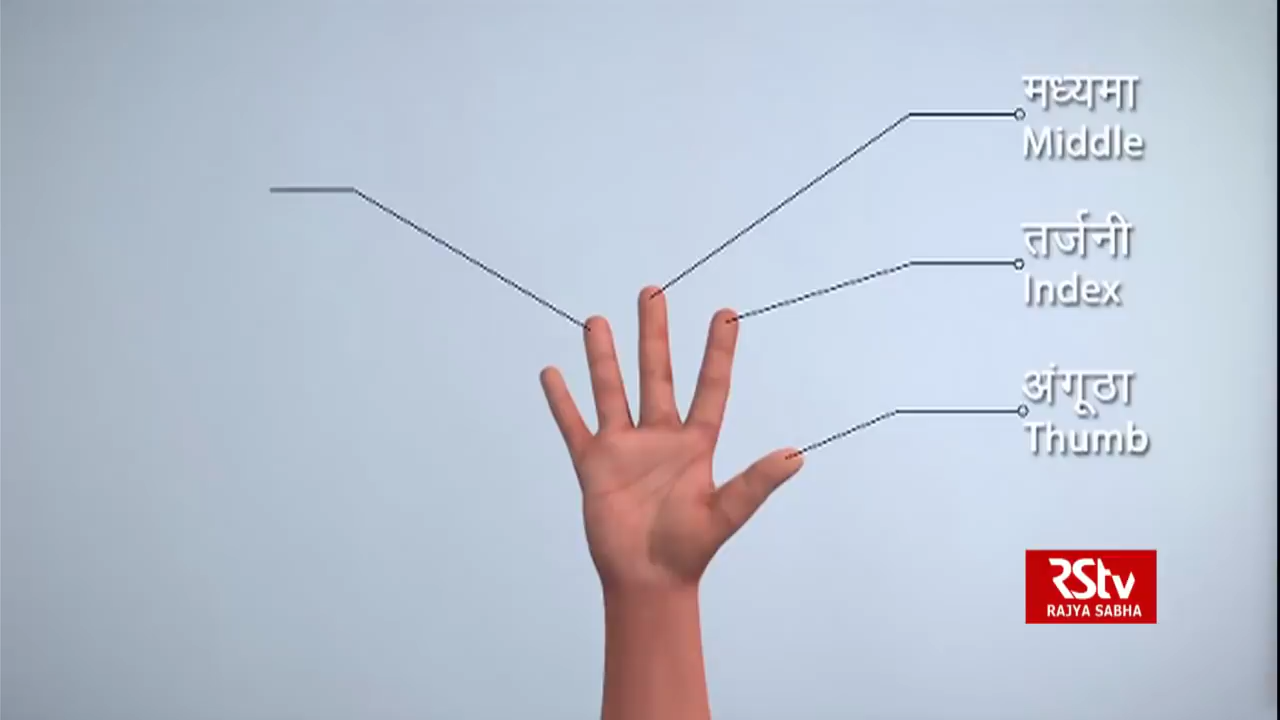 मध्यमा
Middle
तर्जनी
Index
अंगूठा
Thumb
RStv
RAJYA SABHA